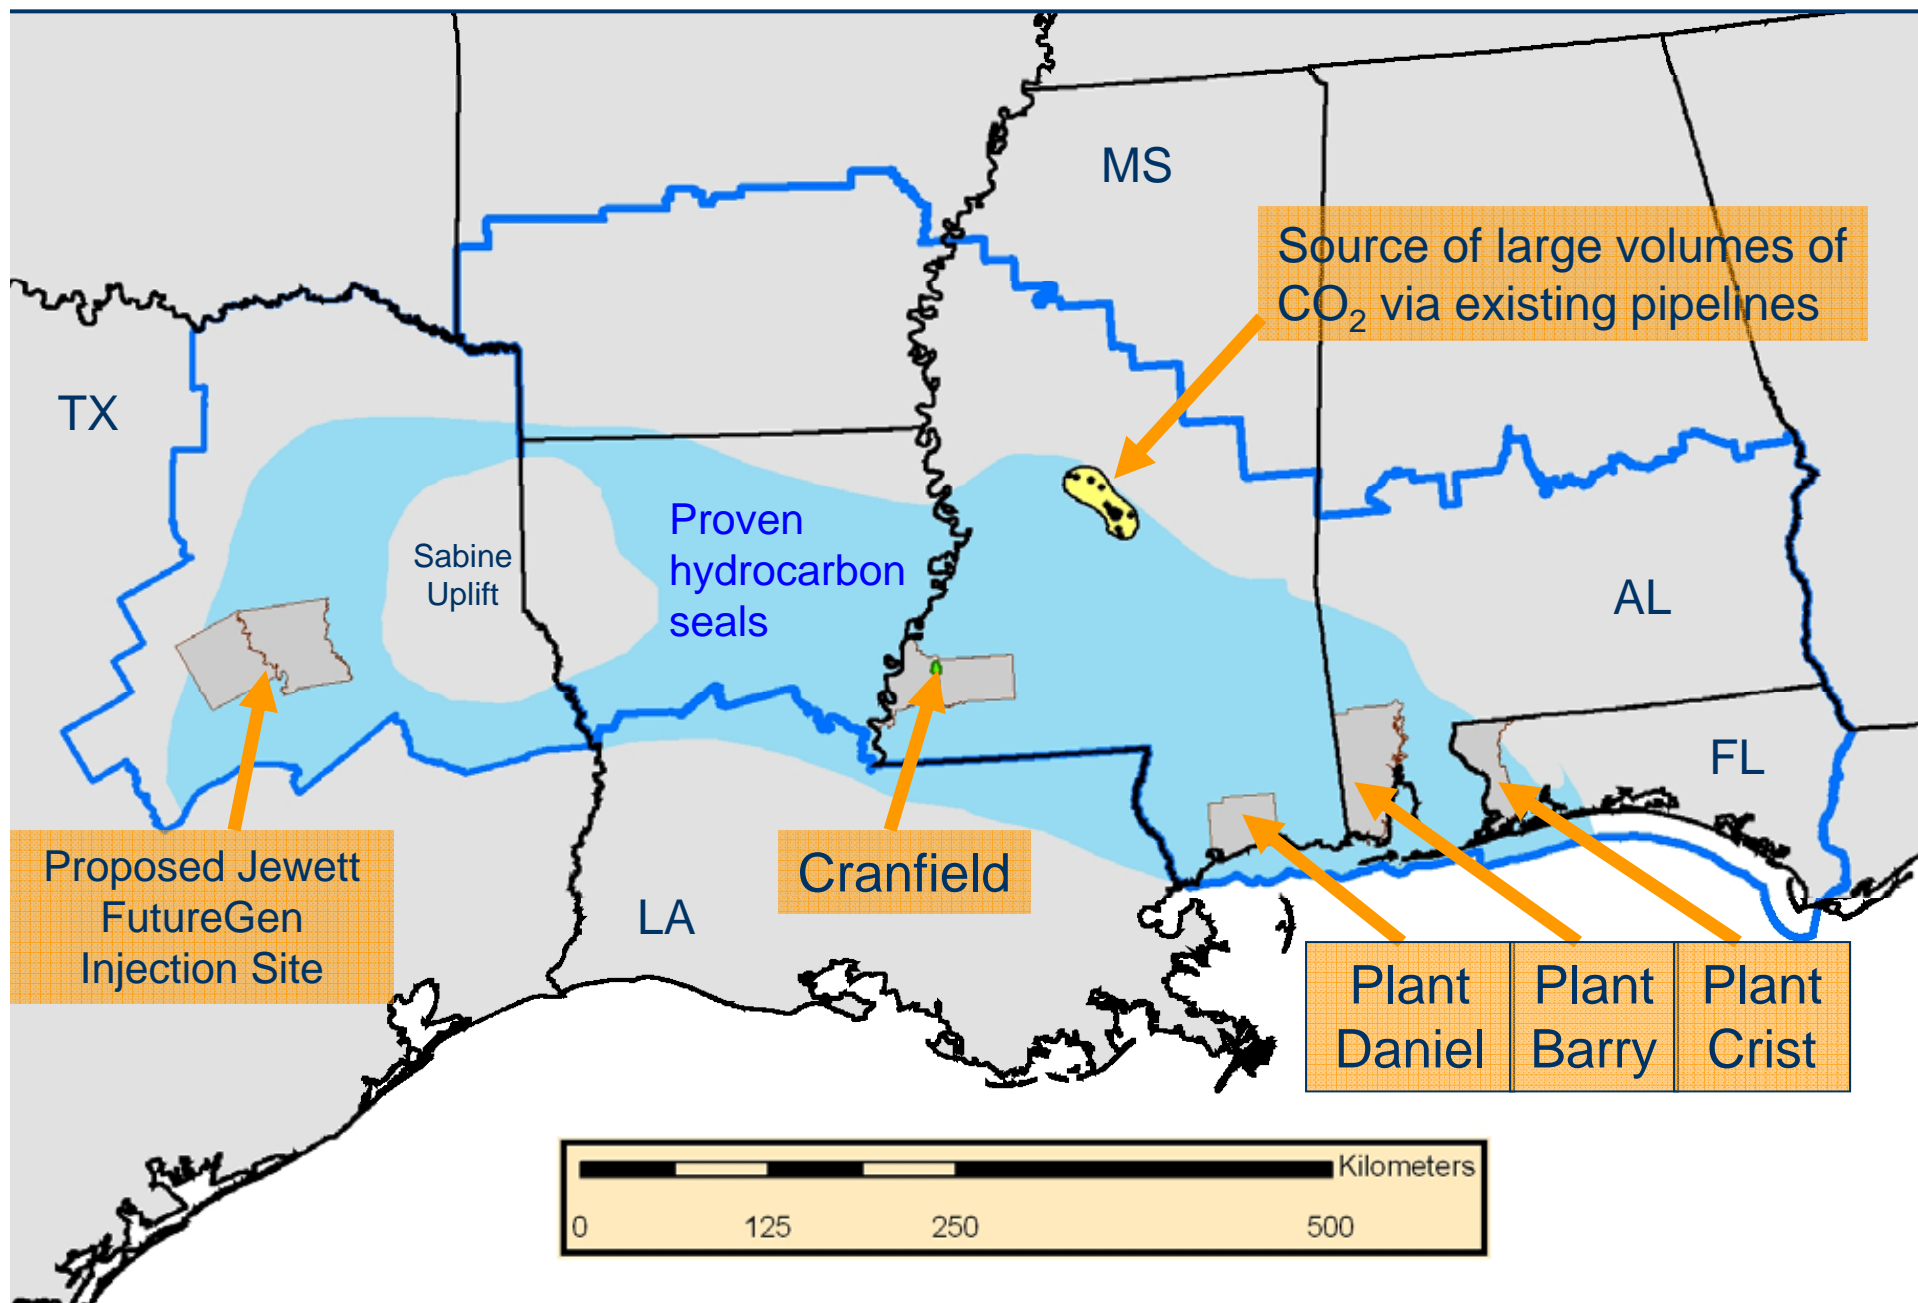 MS
Source of large volumes of
CO₂ via existing pipelines
TX
Proven
hydrocarbon
seals
Sabine
Uplift
AL
FL
Proposed Jewett
FutureGen
Injection Site
Cranfield
LA
Plant
Daniel
Plant
Barry
Plant
Crist
Kilometers
0 125 250 500